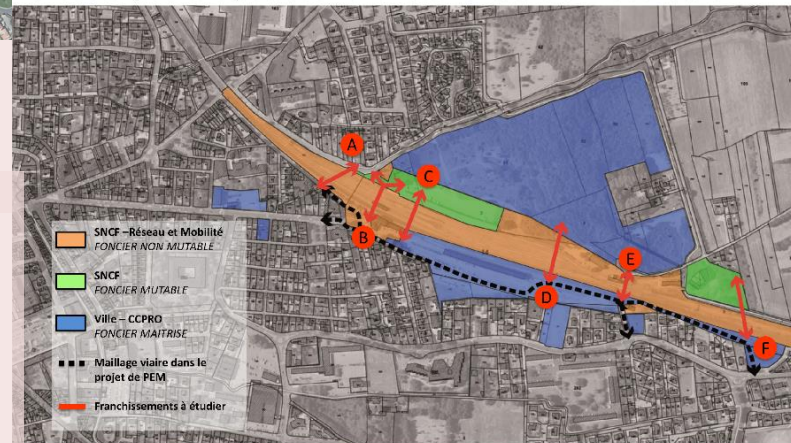 A
C
B
E
D
F
SNCF –Réseau et Mobilité
FONCIER NON MUTABLE
SNCF
FONCIER MUTABLE
Ville – CCPRO
FONCIER MAITRISE
Maillage viaire dans le
projet de PEM
Franchissements à étudier